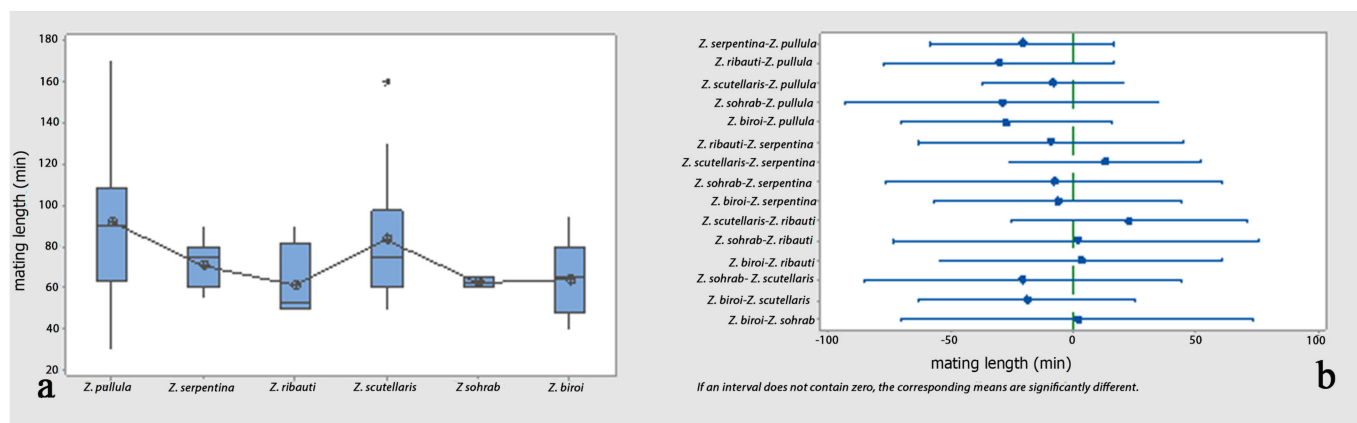 180
160
140
120
100
80
60
40
20
mating length (min)
Z. pullula
Z. serpentina
Z. ribauti
Z. scutellaris
Z sohrab
Z. biroi
a
Z. serpentina-Z. pullula
Z. ribauti-Z. pullula
Z. scutellaris-Z. pullula
Z. sohrab-Z. pullula
Z. biroi-Z. pullula
Z. ribauti-Z. serpentina
Z. scutellaris-Z. serpentina
Z. sohrab-Z. serpentina
Z. biroi-Z. serpentina
Z. scutellaris-Z. ribauti
Z. sohrab-Z. ribauti
Z. biroi-Z. ribauti
Z. sohrab- Z. scutellaris
Z. biroi-Z. scutellaris
Z. biroi-Z. sohrab
-100 -50 0 50 100
mating length (min)
If an interval does not contain zero, the corresponding means are significantly different.
b